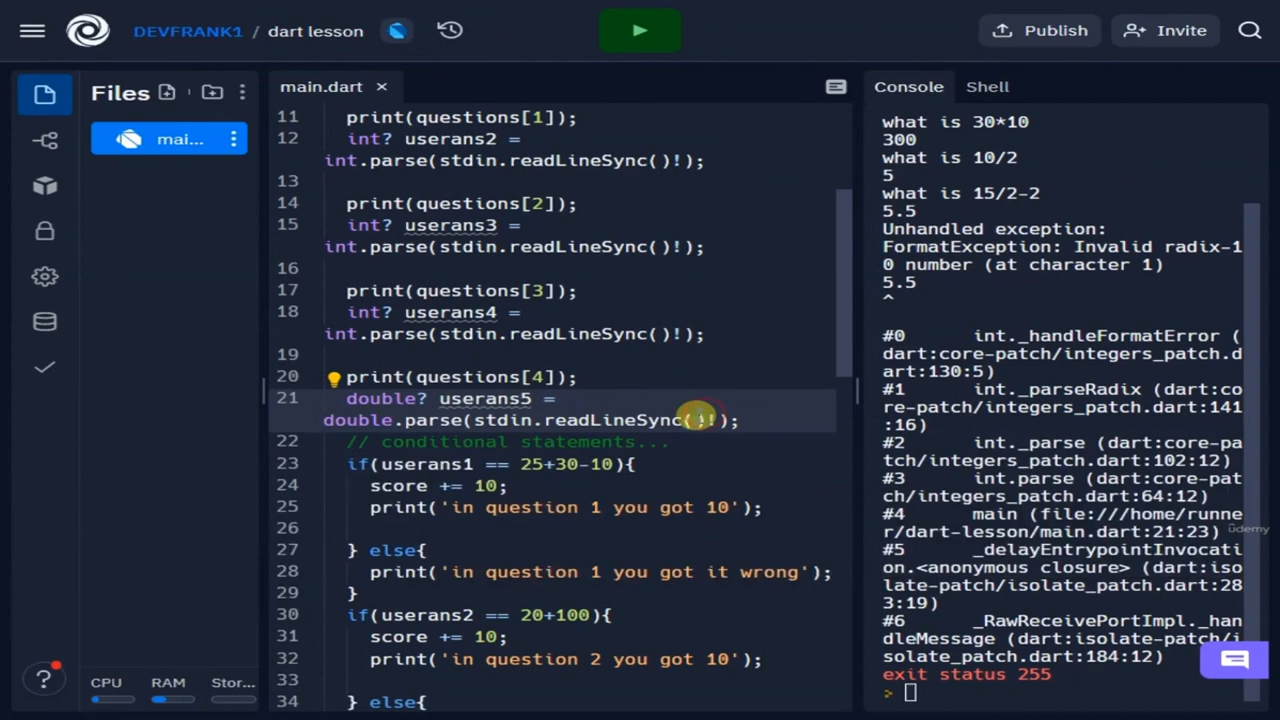 DEVFRANK1 / dart lesson
Publish
Invite
Files
mai...
CPU RAM Stor...
main.dart ×
11 print(questions[1]);
12 int? userans2 =
int.parse(stdin.readLineSync()!);
13
14 print(questions[2]);
15 int? userans3 =
int.parse(stdin.readLineSync()!);
16
17 print(questions[3]);
18 int? userans4 =
int.parse(stdin.readLineSync()!);
19
20 print(questions[4]);
21 double? userans5 =
double.parse(stdin.readLineSync()!);
22 // conditional statements...
23 if(userans1 == 25+30-10){
24 score += 10;
25 print('in question 1 you got 10');
26
27 } else{
28 print('in question 1 you got it wrong');
29 }
30 if(userans2 == 20+100){
31 score += 10;
32 print('in question 2 you got 10');
33
34 } else{
Console Shell
what is 30*10
300
what is 10/2
5
what is 15/2-2
5.5
Unhandled exception:
FormatException: Invalid radix-1
0 number (at character 1)
5.5
^
#0 int._handleFormatError (
dart:core-patch/integers_patch.d
art:130:5)
#1 int._parseRadix (dart:co
re-patch/integers_patch.dart:141
:16)
#2 int._parse (dart:core-pa
tch/integers_patch.dart:102:12)
#3 int.parse (dart:core-pat
ch/integers_patch.dart:64:12)
#4 main (file:///home/runne
r/dart-lesson/main.dart:21:23)
#5 _delayEntrypointInvocati
on.<anonymous closure> (dart:iso
late-patch/isolate_patch.dart:28
3:19)
#6 _RawReceivePortImpl._han
dleMessage (dart:isolate-patch/i
solate_patch.dart:184:12)
exit status 255
>
?
ûdemy